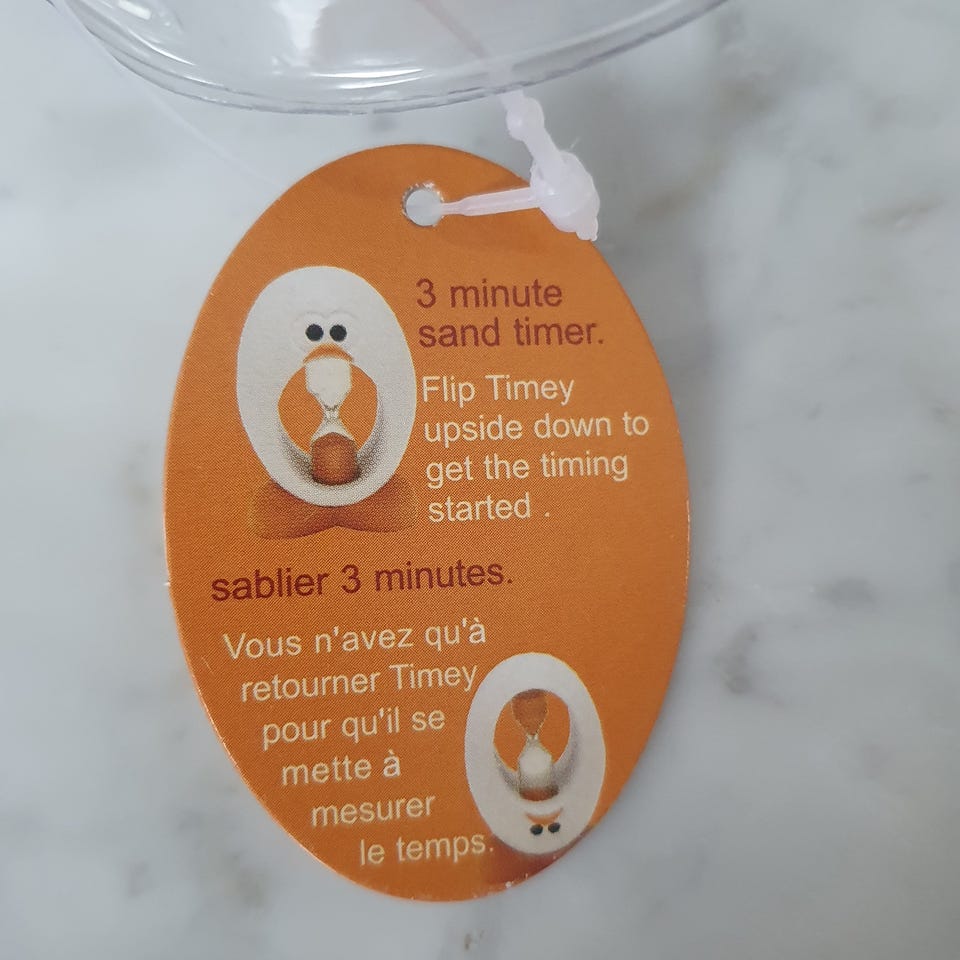 3 minute
sand timer.
Flip Timey
upside down to
get the timing
started .
sablier 3 minutes.
Vous n'avez qu'à
retourner Timey
pour qu'il se
mette à
mesurer
le temps.